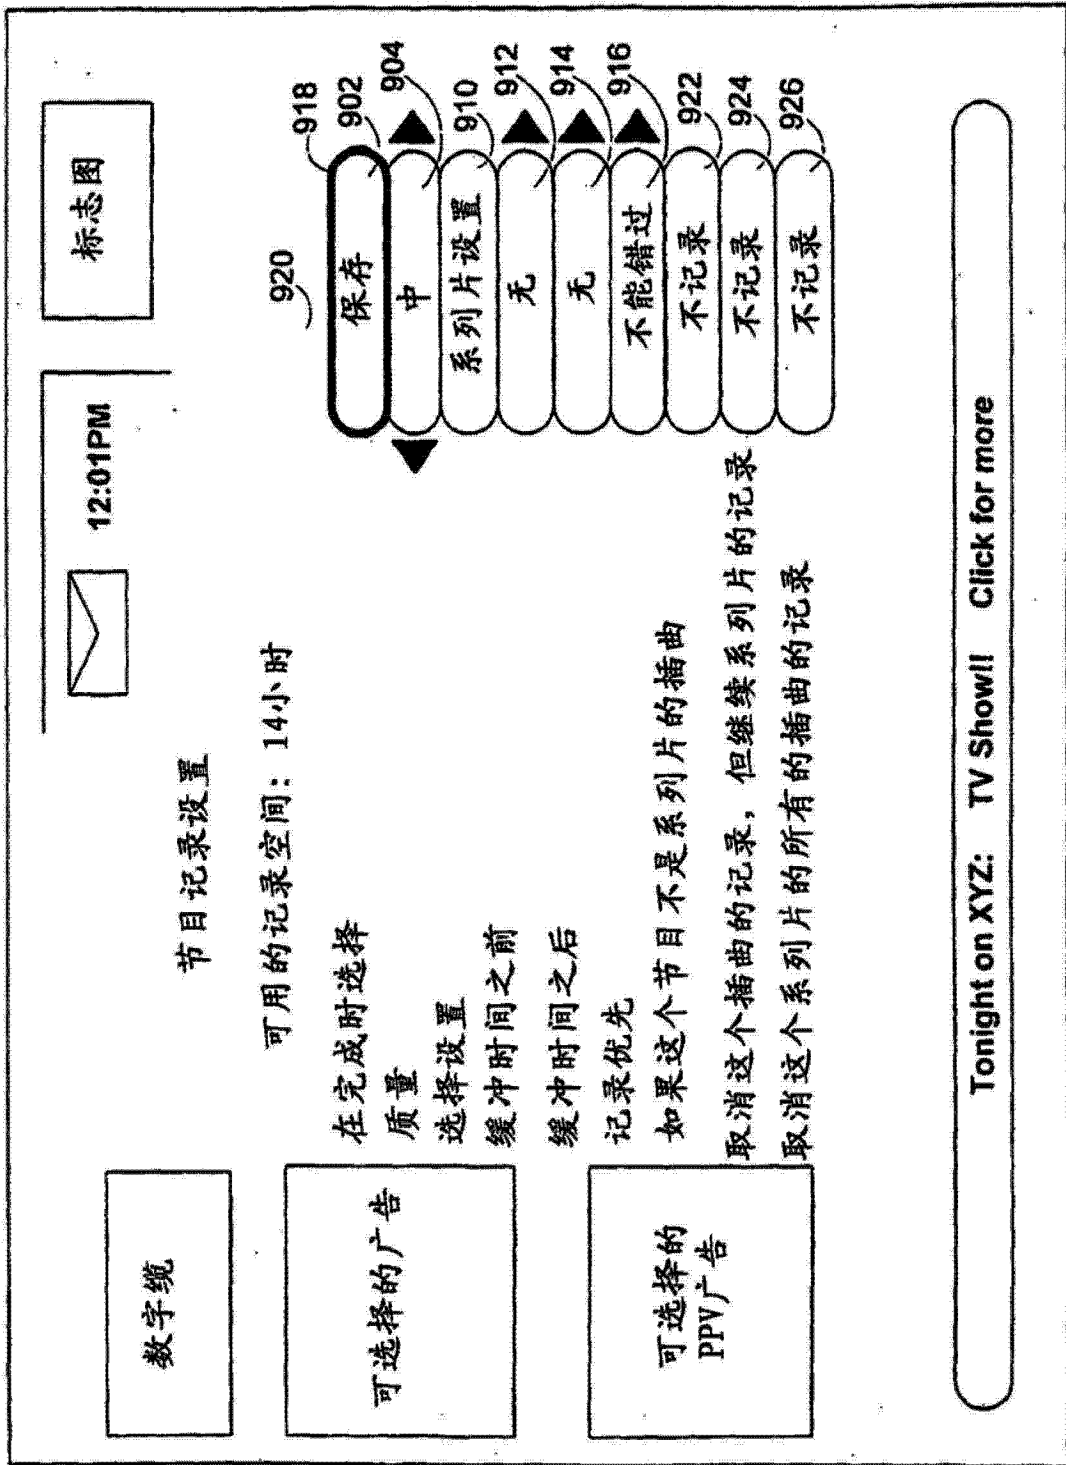 数字缆
12:01PM
标志图
节目记录设置
可用的记录空间: 14小时
920
918
可选择的广告
在完成时选择
保存
902
质量
中
904
选择设置
系列片设置
910
缓冲时间之前
无
912
缓冲时间之后
无
914
可选择的
PPV广告
记录优先
不能错过
916
如果这个节目不是系列片的插曲
不记录
922
取消这个插曲的记录, 但继续系列片的记录
不记录
924
取消这个系列片的所有的插曲的记录
不记录
926
Tonight on XYZ: TV Show!! Click for more